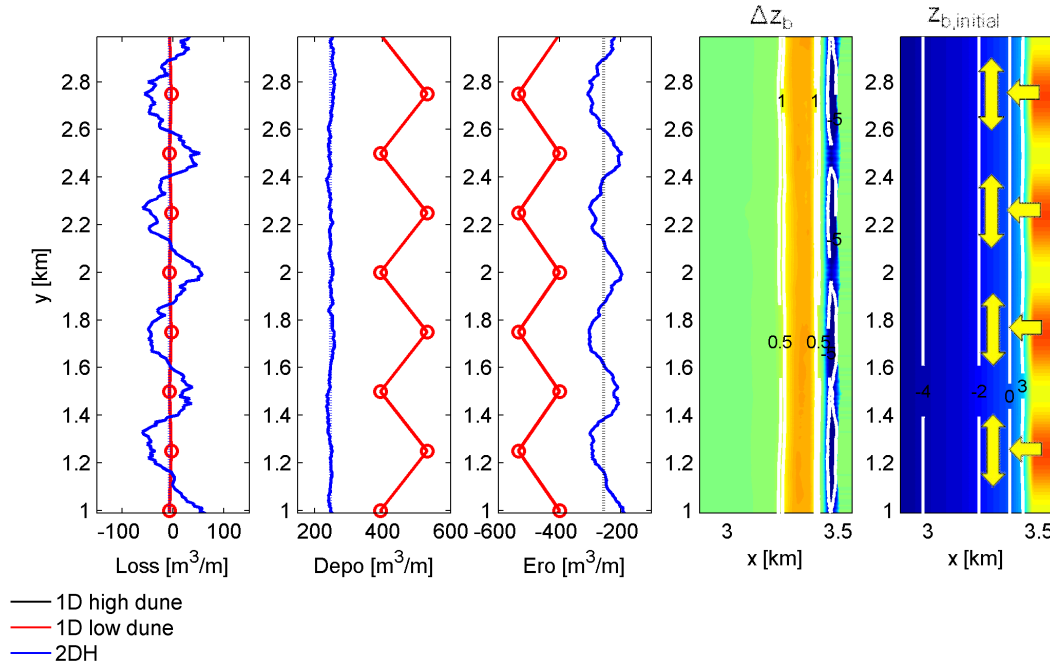 Δz_b
z_b,initial
2.8 2.8 2.8 2.8 2.8
2.6 2.6 2.6 2.6 2.6
2.4 2.4 2.4 2.4 2.4
2.2 2.2 2.2 2.2 2.2
2 2 2 2 2
1.8 1.8 1.8 1.8 1.8
1.6 1.6 1.6 1.6 1.6
1.4 1.4 1.4 1.4 1.4
1.2 1.2 1.2 1.2 1.2
1 1 1 1 1
y [km]
-100 0 100
Loss [m^3/m]
200 400 600
Depo [m^3/m]
-600 -400 -200
Ero [m^3/m]
1 1 -5
-5
0.5 0.5 -5
3 3.5
x [km]
-4 -2 0 3
3 3.5
x [km]
1D high dune
1D low dune
2DH